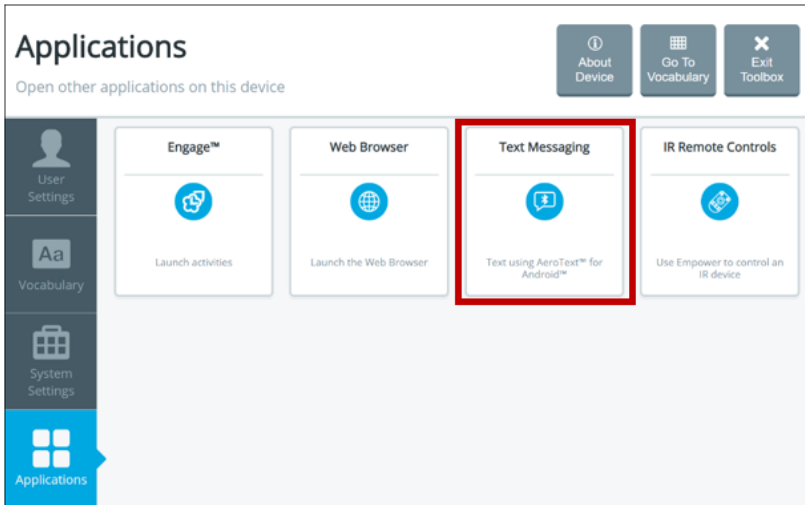 Applications
Open other applications on this device
About
Device
Go To
Vocabulary
Exit
Toolbox
User
Settings
Aa
Vocabulary
System
Settings
Applications
Engage™
Launch activities
Web Browser
Launch the Web Browser
Text Messaging
Text using AeroText™ for
Android™
IR Remote Controls
Use Empower to control an
IR device